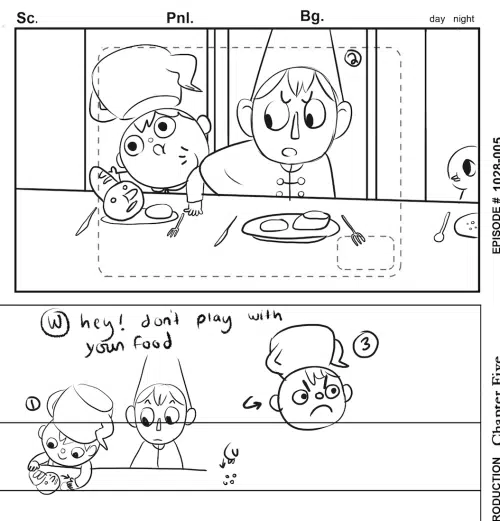 Sc. Pnl. Bg. day night
2
EPISODE # 1028-005
W hey! don't play with
your food
3
1
Chapter Five